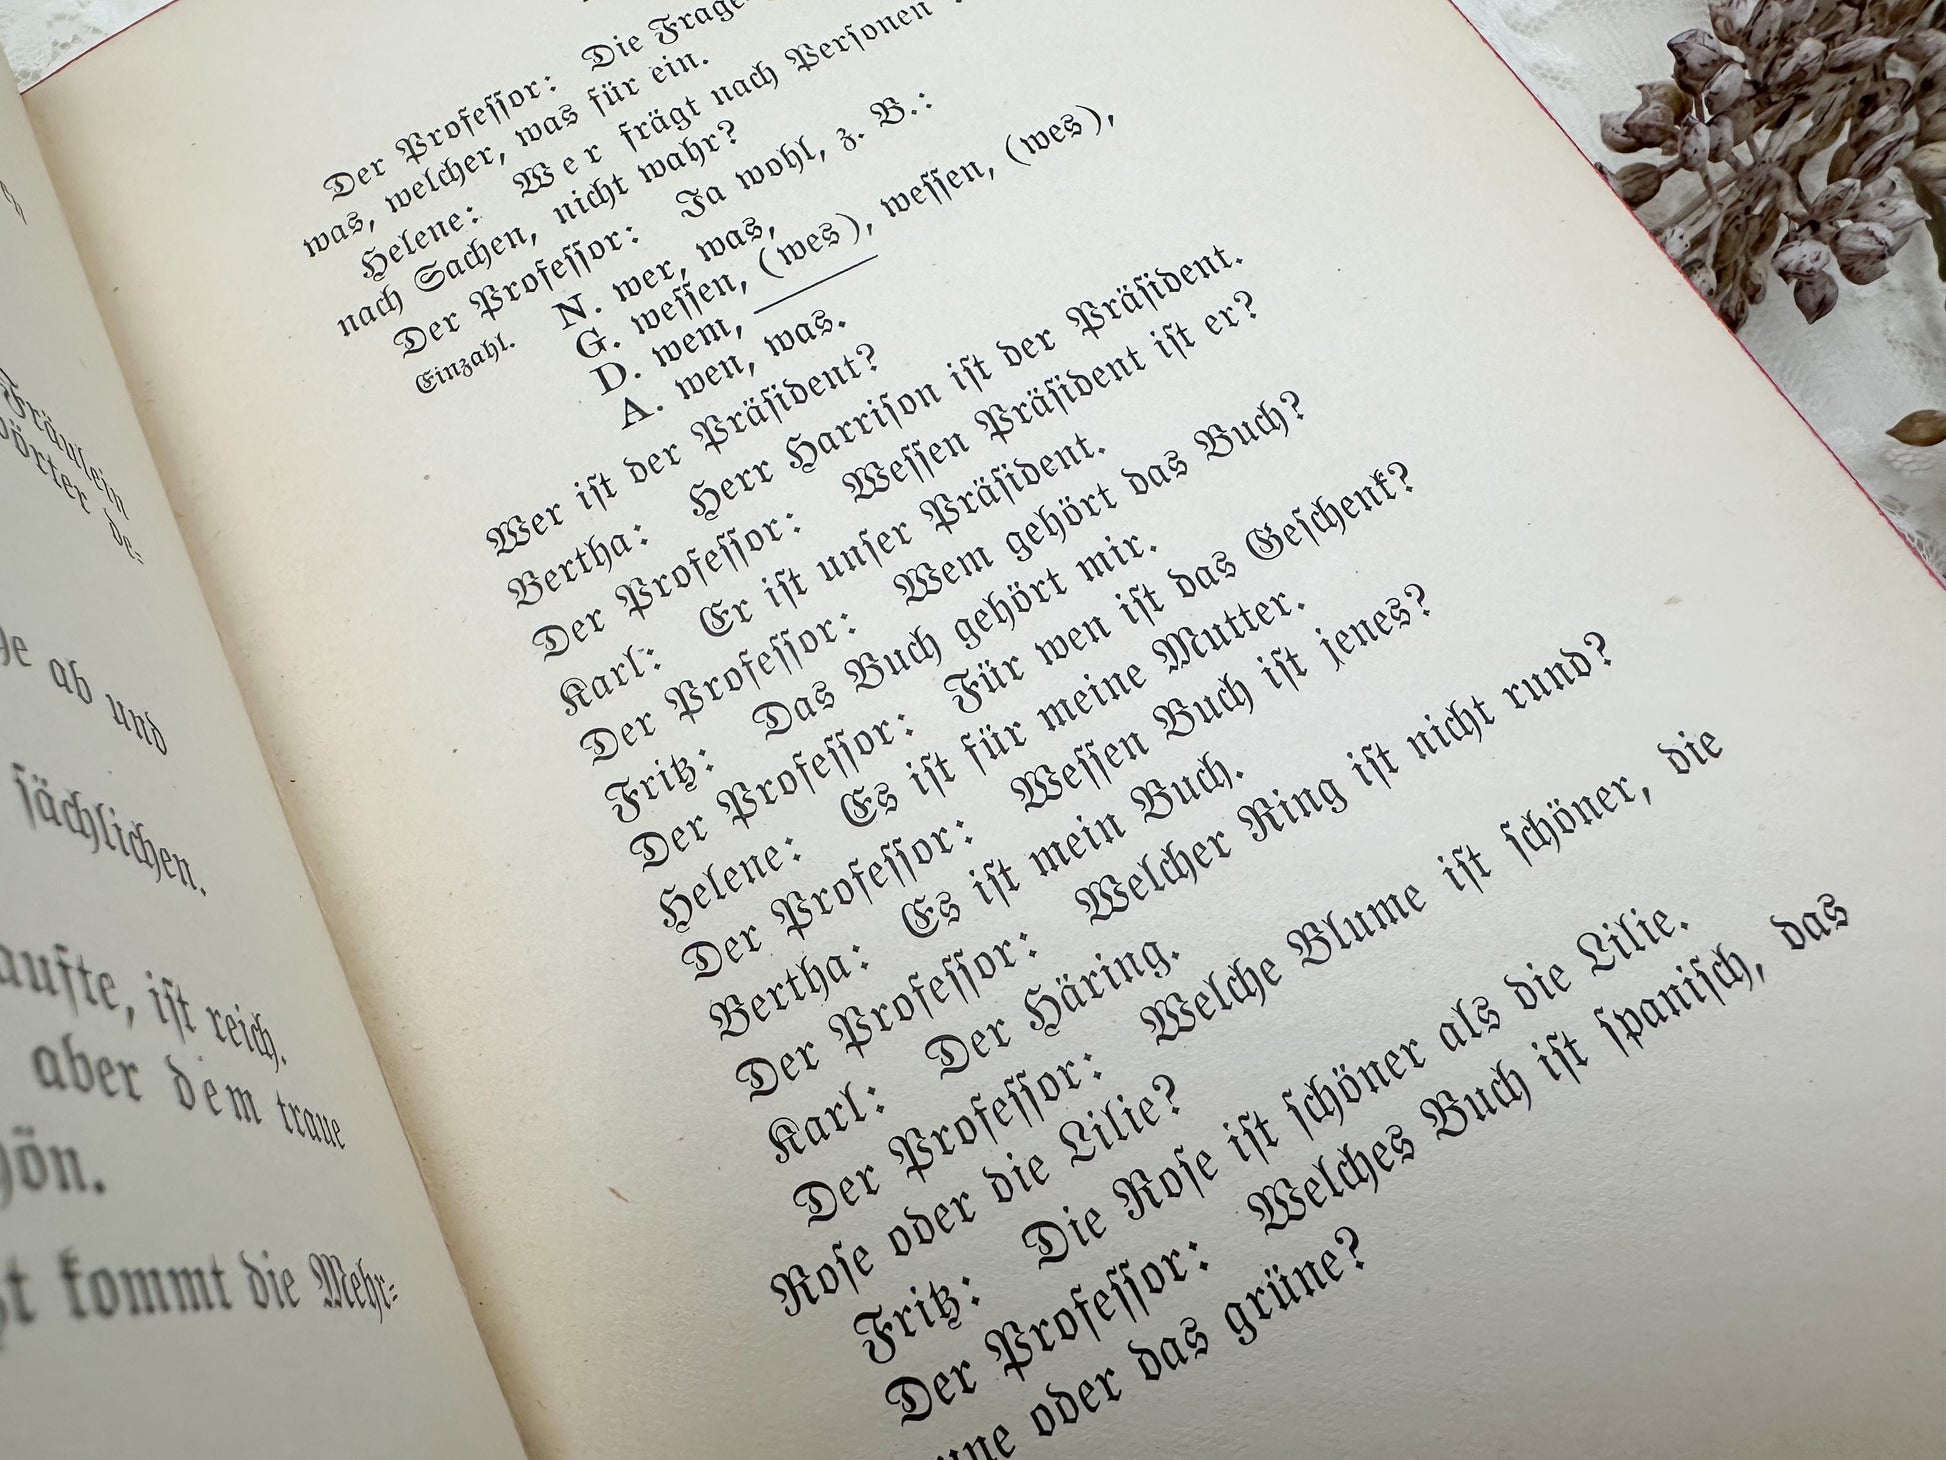 Fräulein
wörter de-
ab und
sächlichen.
kaufte, ist reich.
aber dem traue
schön.
kommt die Mehr-
Der Professor: Die
was, welcher, was für ein.
Helene: Wer frägt nach Personen
nach Sachen, nicht wahr?
Der Professor: Ja wohl, z. B.:
Einzahl. N. wer, was,
G. wessen, (wes), wessen, (wes),
D. wem, ———
A. wen, was.
Wer ist der Präsident?
Bertha: Herr Harrison ist der Präsident.
Der Professor: Wessen Präsident ist er?
Karl: Er ist unser Präsident.
Der Professor: Wem gehört das Buch?
Fritz: Das Buch gehört mir.
Der Professor: Für wen ist das Geschenk?
Helene: Es ist für meine Mutter.
Der Professor: Wessen Buch ist jenes?
Bertha: Es ist mein Buch.
Der Professor: Welcher Ring ist nicht rund?
Karl: Der Häring.
Der Professor: Welche Blume ist schöner, die
Rose oder die Lilie?
Fritz: Die Rose ist schöner als die Lilie.
Der Professor: Welches Buch ist spanisch, das
oder das grüne?